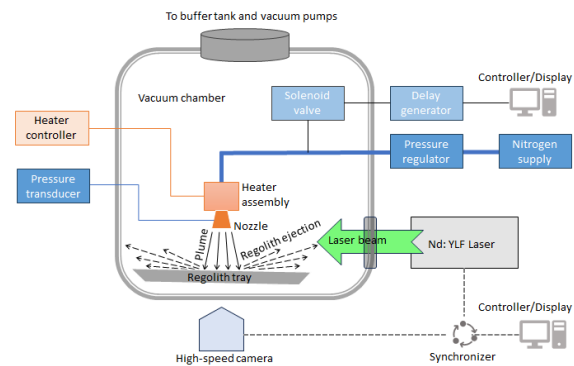 To buffer tank and vacuum pumps
Controller/Display
Vacuum chamber
Solenoid
valve
Delay
generator
Heater
controller
Pressure
regulator
Nitrogen
supply
Pressure
transducer
Heater
assembly
Nozzle
Plume
Regolith ejection
Laser beam
Nd: YLF Laser
Regolith tray
Controller/Display
High-speed camera
Synchronizer